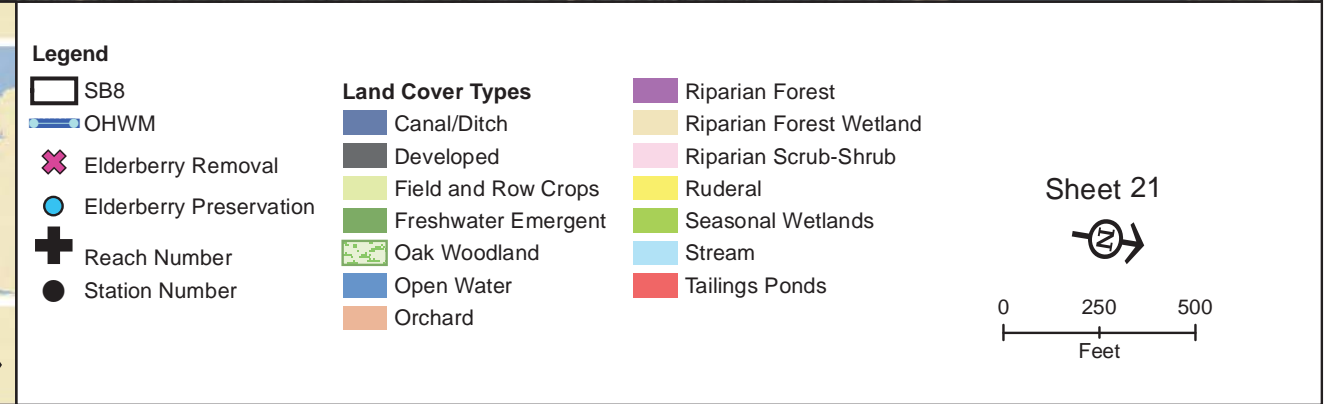 Legend
SB8
OHWM
Elderberry Removal
Elderberry Preservation
Reach Number
Station Number
Land Cover Types
Canal/Ditch
Developed
Field and Row Crops
Freshwater Emergent
Oak Woodland
Open Water
Orchard
Riparian Forest
Riparian Forest Wetland
Riparian Scrub-Shrub
Ruderal
Seasonal Wetlands
Stream
Tailings Ponds
Sheet 21
N
0 250 500
Feet